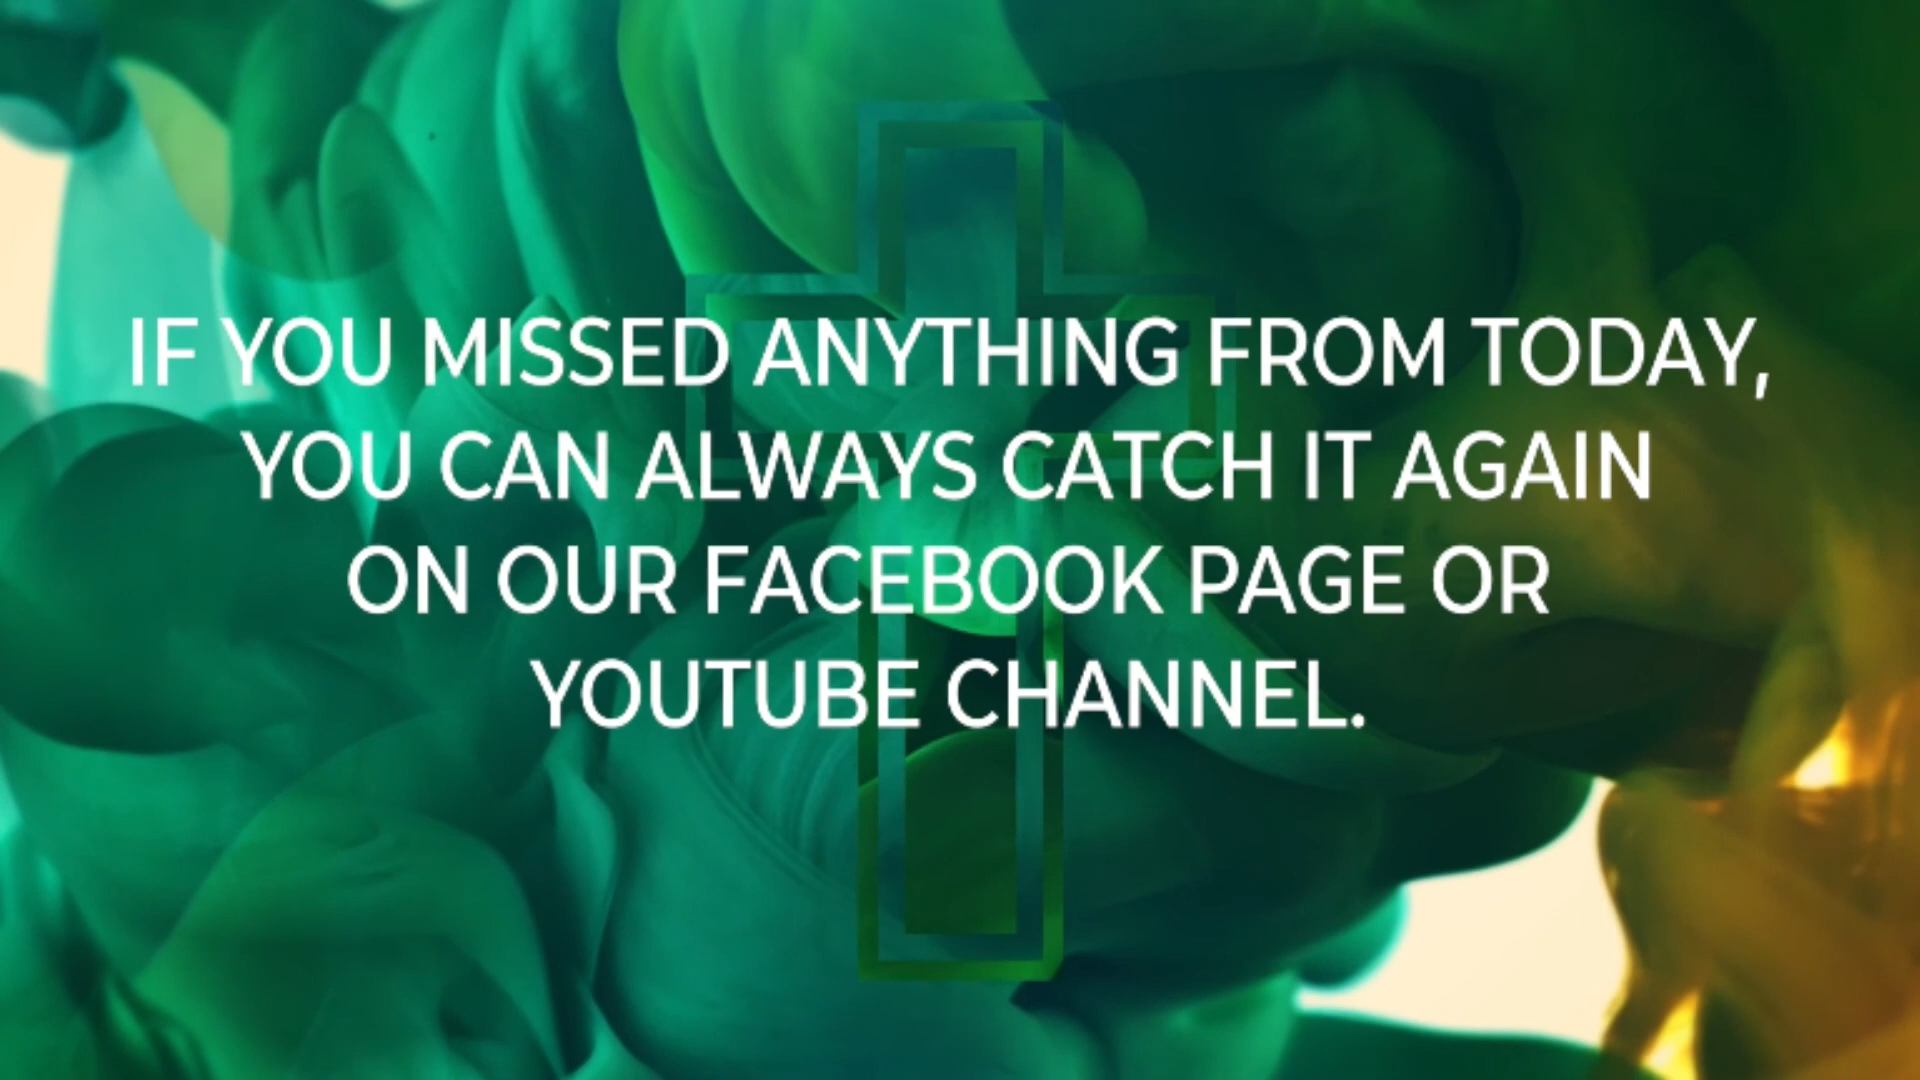 IF YOU MISSED ANYTHING FROM TODAY,
YOU CAN ALWAYS CATCH IT AGAIN
ON OUR FACEBOOK PAGE OR
YOUTUBE CHANNEL.